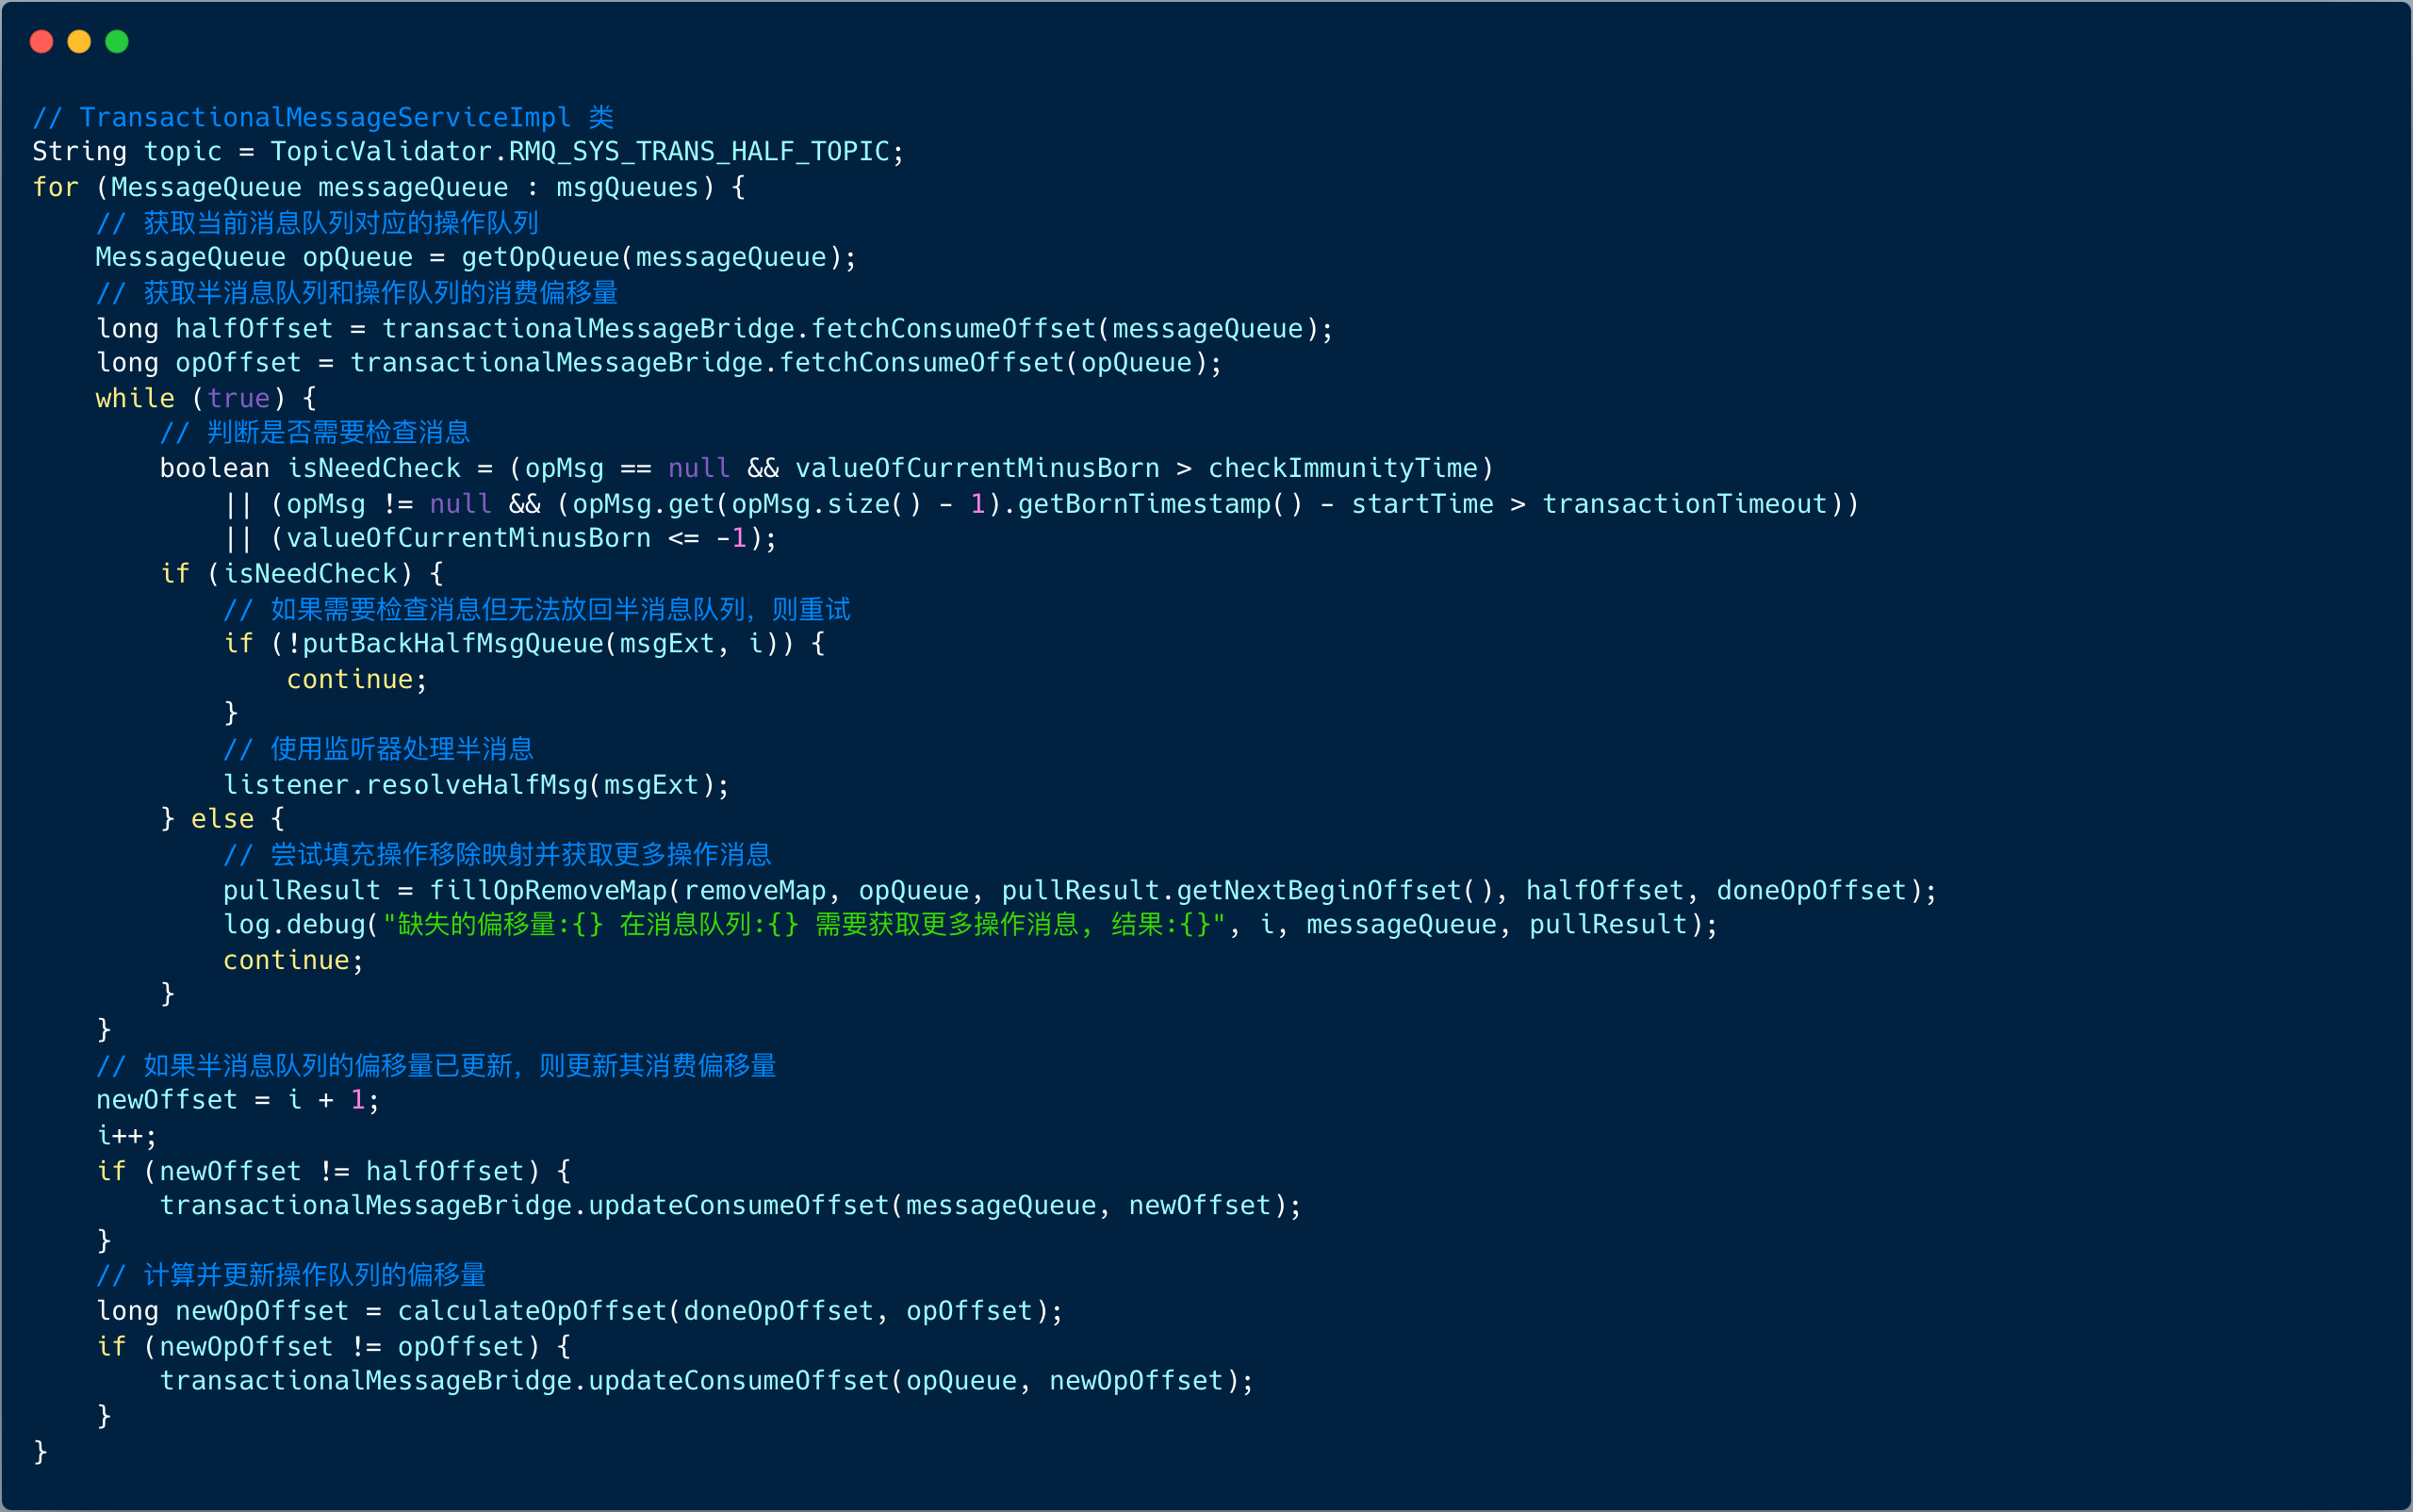 // TransactionalMessageServiceImpl 类
String topic = TopicValidator.RMQ_SYS_TRANS_HALF_TOPIC;
for (MessageQueue messageQueue : msgQueues) {
    // 获取当前消息队列对应的操作队列
    MessageQueue opQueue = getOpQueue(messageQueue);
    // 获取半消息队列和操作队列的消费偏移量
    long halfOffset = transactionalMessageBridge.fetchConsumeOffset(messageQueue);
    long opOffset = transactionalMessageBridge.fetchConsumeOffset(opQueue);
    while (true) {
        // 判断是否需要检查消息
        boolean isNeedCheck = (opMsg == null && valueOfCurrentMinusBorn > checkImmunityTime)
            || (opMsg != null && (opMsg.get(opMsg.size() - 1).getBornTimestamp() - startTime > transactionTimeout))
            || (valueOfCurrentMinusBorn <= -1);
        if (isNeedCheck) {
            // 如果需要检查消息但无法放回半消息队列，则重试
            if (!putBackHalfMsgQueue(msgExt, i)) {
                continue;
            }
            // 使用监听器处理半消息
            listener.resolveHalfMsg(msgExt);
        } else {
            // 尝试填充操作移除映射并获取更多操作消息
            pullResult = fillOpRemoveMap(removeMap, opQueue, pullResult.getNextBeginOffset(), halfOffset, doneOpOffset);
            log.debug("缺失的偏移量:{} 在消息队列:{} 需要获取更多操作消息, 结果:{}", i, messageQueue, pullResult);
            continue;
        }
    }
    // 如果半消息队列的偏移量已更新，则更新其消费偏移量
    newOffset = i + 1;
    i++;
    if (newOffset != halfOffset) {
        transactionalMessageBridge.updateConsumeOffset(messageQueue, newOffset);
    }
    // 计算并更新操作队列的偏移量
    long newOpOffset = calculateOpOffset(doneOpOffset, opOffset);
    if (newOpOffset != opOffset) {
        transactionalMessageBridge.updateConsumeOffset(opQueue, newOpOffset);
    }
}